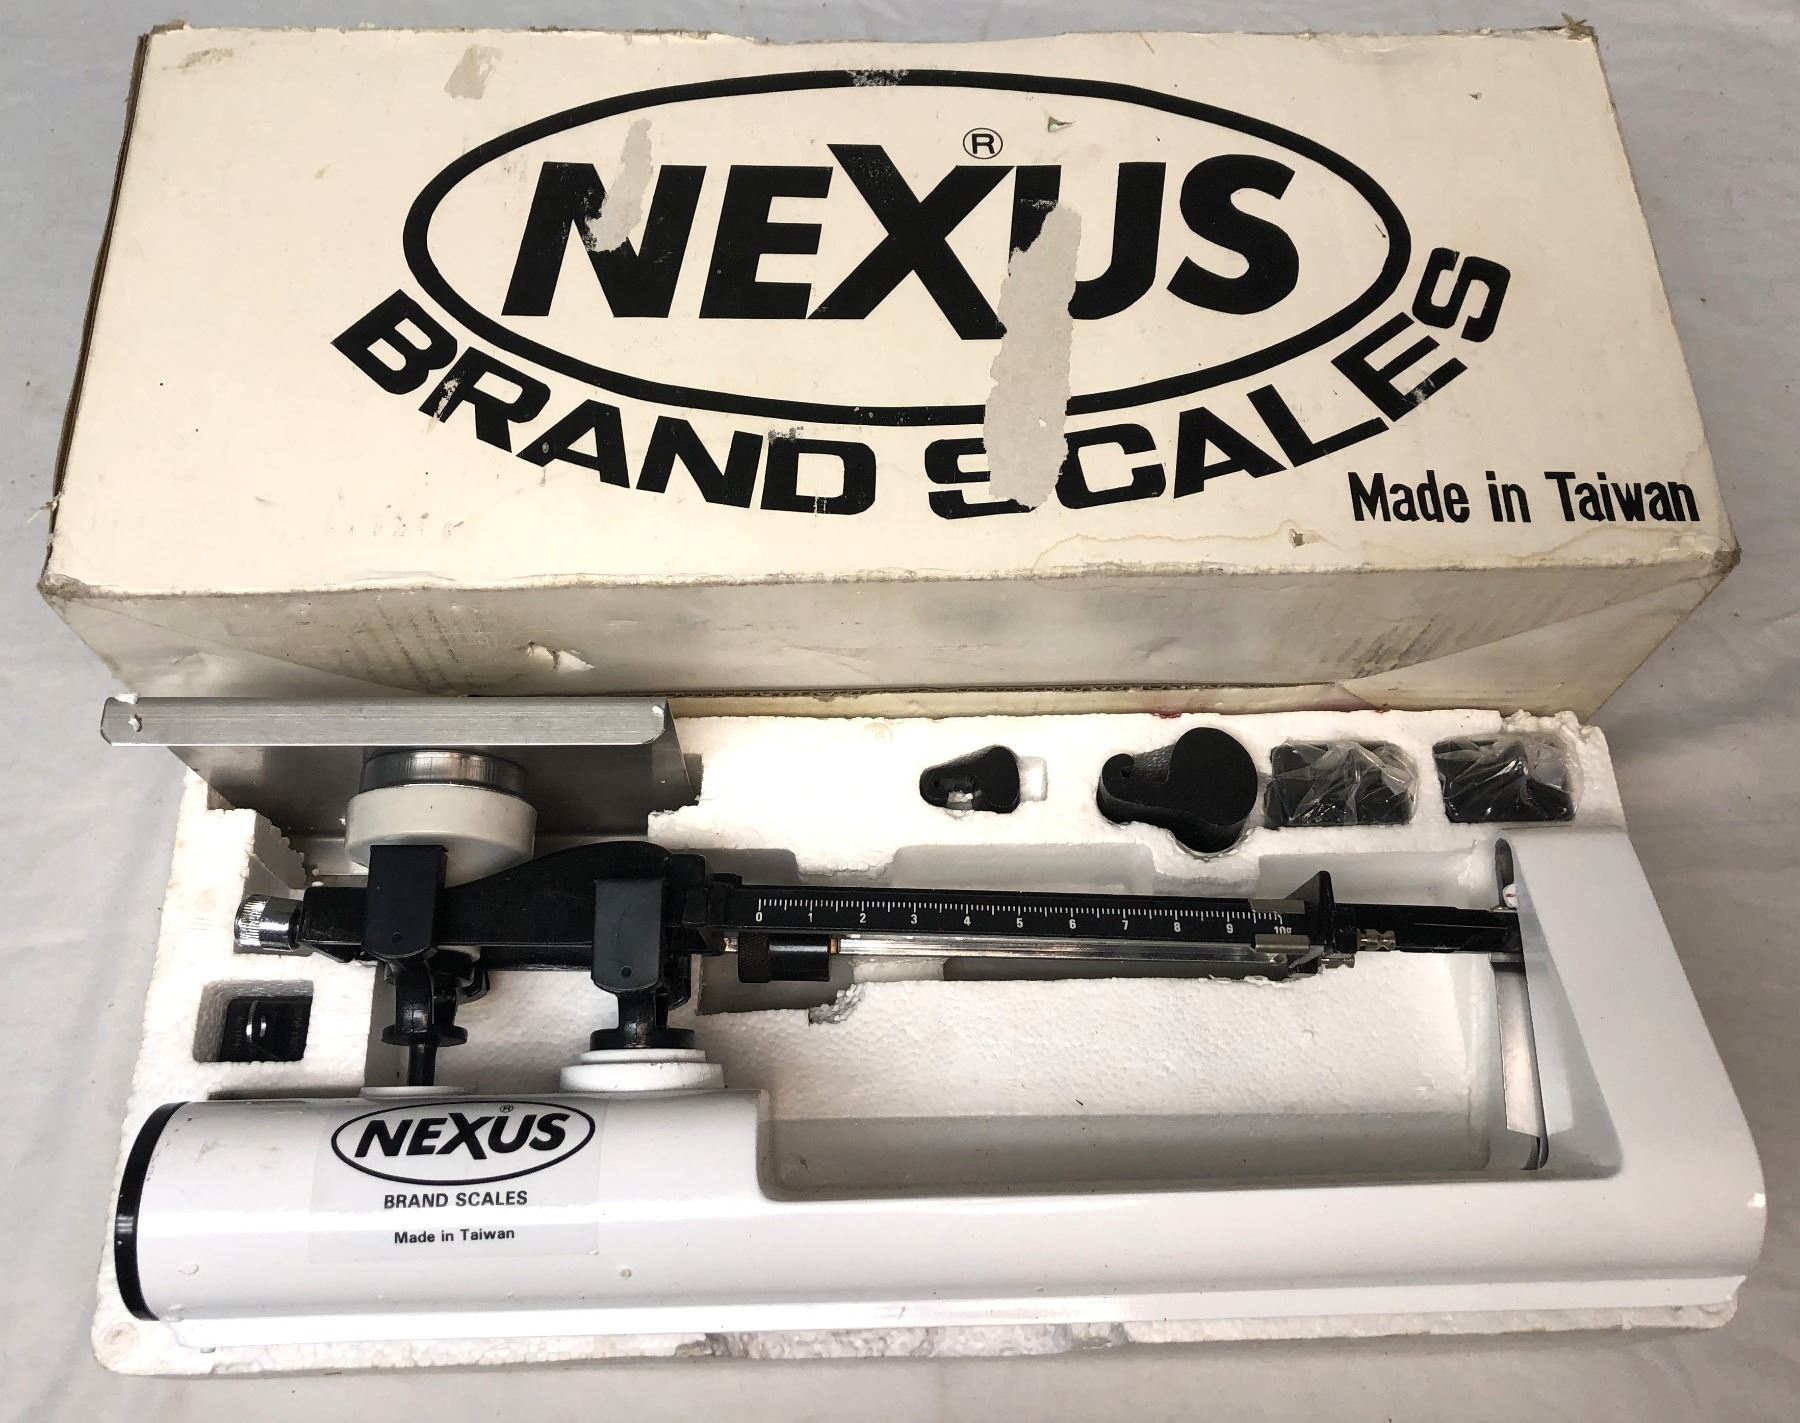 NEXUS®
BRAND SCALES
Made in Taiwan
0 1 2 3 4 5 6 7 8 9 10g
NEXUS®
BRAND SCALES
Made in Taiwan